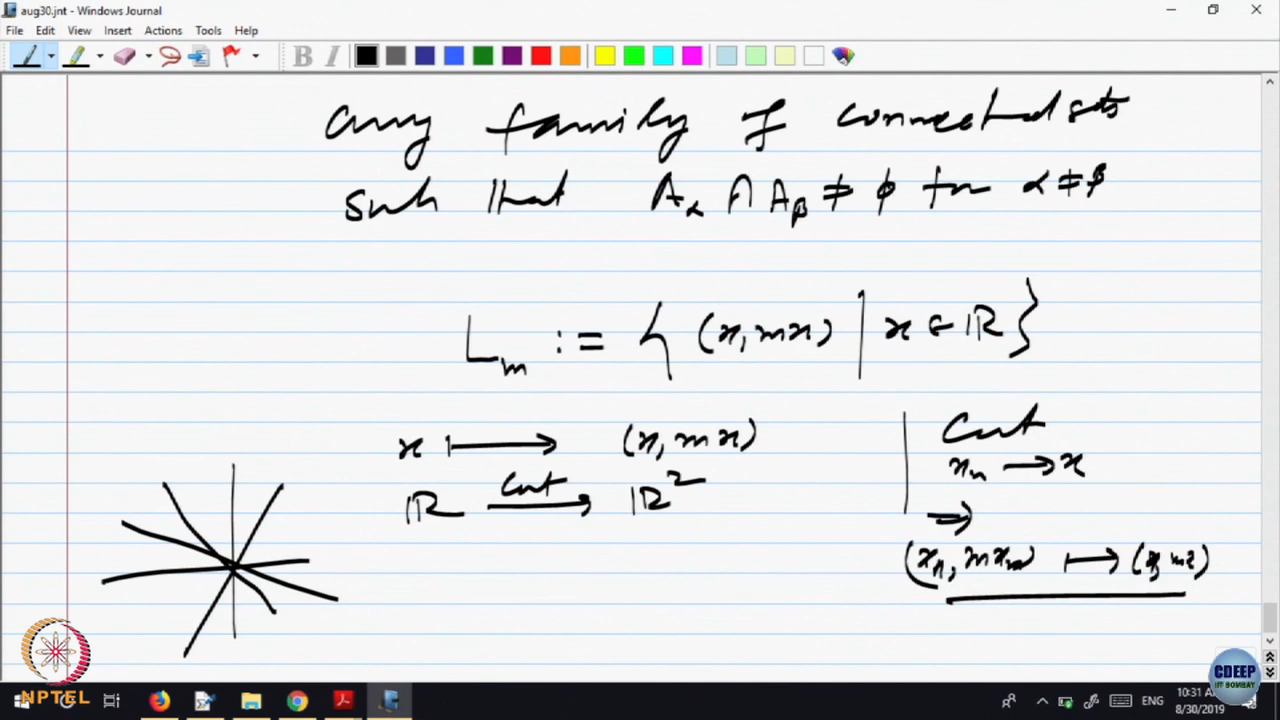 aug30.jnt - Windows Journal
File Edit View Insert Actions Tools Help
B I
any family of connected sets
such that A_α ∩ A_β ≠ ϕ for α ≠ β
L_m := { (x, mx) | x ∈ ℝ }
x ⟼ (x, mx)
ℝ cont → ℝ²
Cont
x_n → x
⇒
(x_n, mx_n) ⟼ (x, mx)
NPTEL
CDEEP
IIT BOMBAY
ENG
10:31 A
8/30/2019